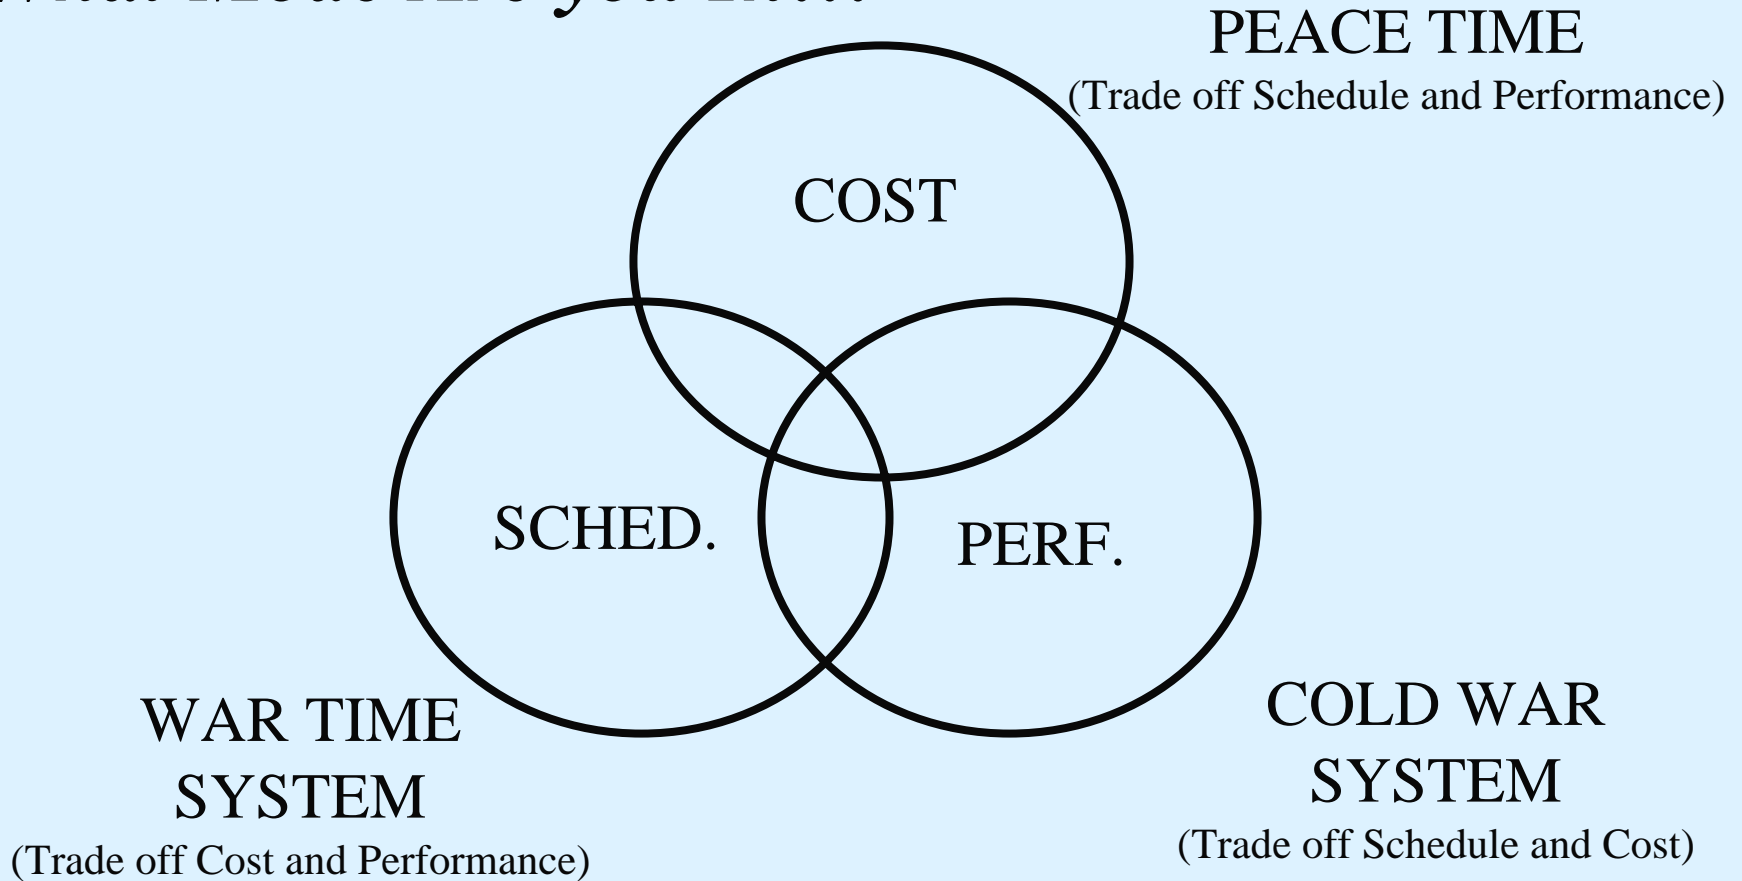 PEACE TIME
(Trade off Schedule and Performance)
COST
SCHED.
PERF.
WAR TIME
SYSTEM
(Trade off Cost and Performance)
COLD WAR
SYSTEM
(Trade off Schedule and Cost)